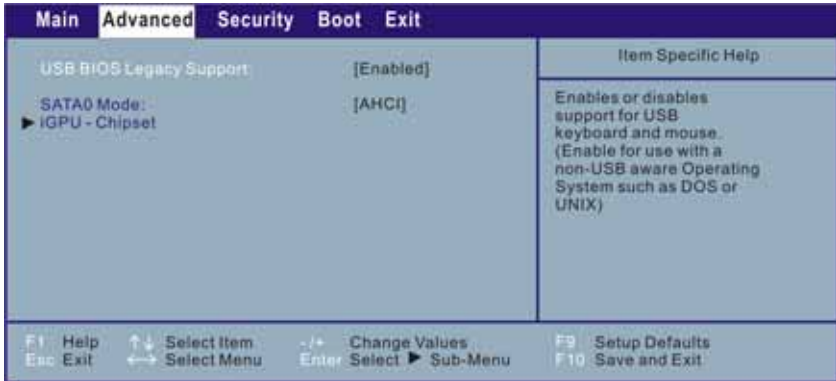 Main Advanced Security Boot Exit
USB BIOS Legacy Support: [Enabled]
SATA0 Mode: [AHCI]
▶ IGPU - Chipset
Item Specific Help
Enables or disables
support for USB
keyboard and mouse.
(Enable for use with a
non-USB aware Operating
System such as DOS or
UNIX)
F1 Help ↑↓ Select Item -/+ Change Values F9 Setup Defaults
Esc Exit ←→ Select Menu Enter Select ▶ Sub-Menu F10 Save and Exit